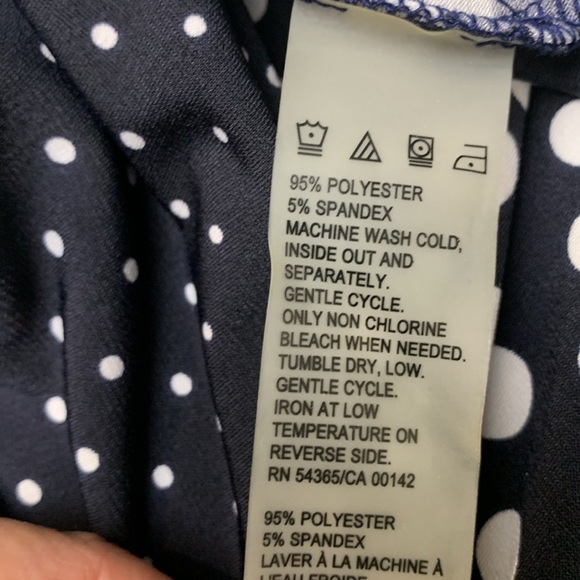 95% POLYESTER
5% SPANDEX
MACHINE WASH COLD,
INSIDE OUT AND
SEPARATELY.
GENTLE CYCLE.
ONLY NON CHLORINE
BLEACH WHEN NEEDED.
TUMBLE DRY, LOW.
GENTLE CYCLE.
IRON AT LOW
TEMPERATURE ON
REVERSE SIDE.
RN 54365/CA 00142
95% POLYESTER
5% SPANDEX
LAVER À LA MACHINE À
L'EAU FROIDE